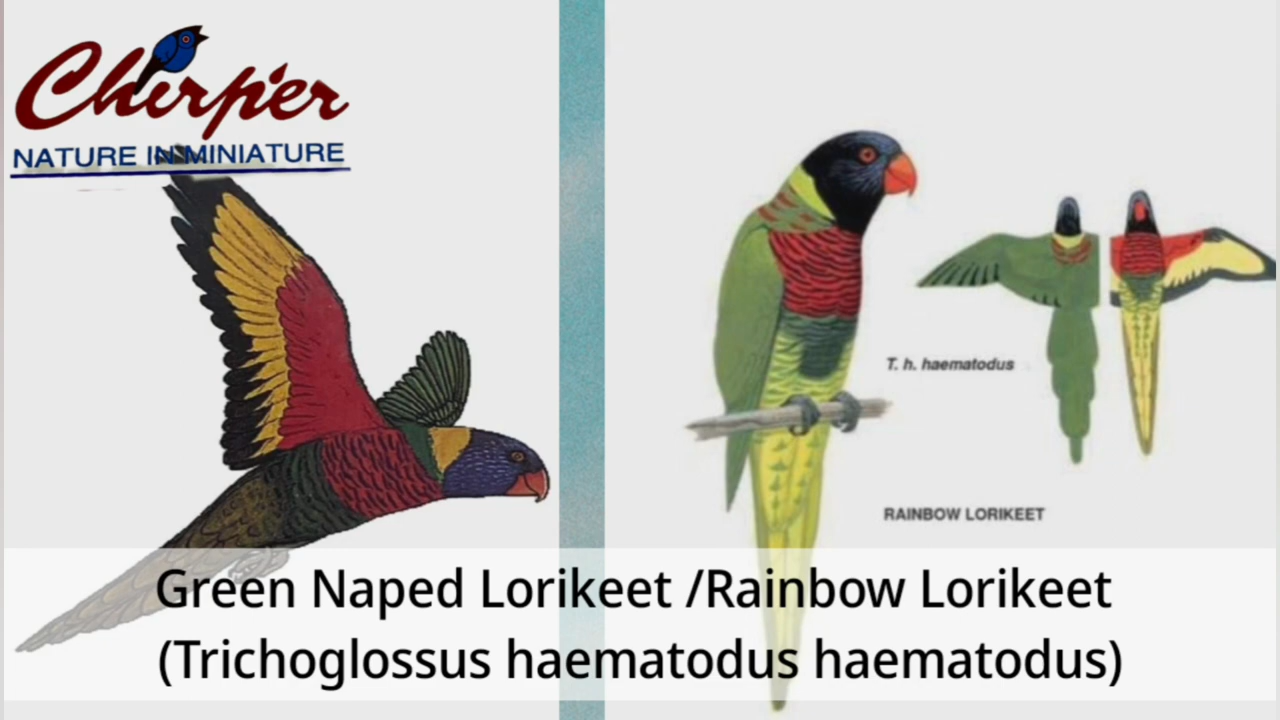 Chirper
NATURE IN MINIATURE
T. h. haematodus
RAINBOW LORIKEET
Green Naped Lorikeet /Rainbow Lorikeet
(Trichoglossus haematodus haematodus)